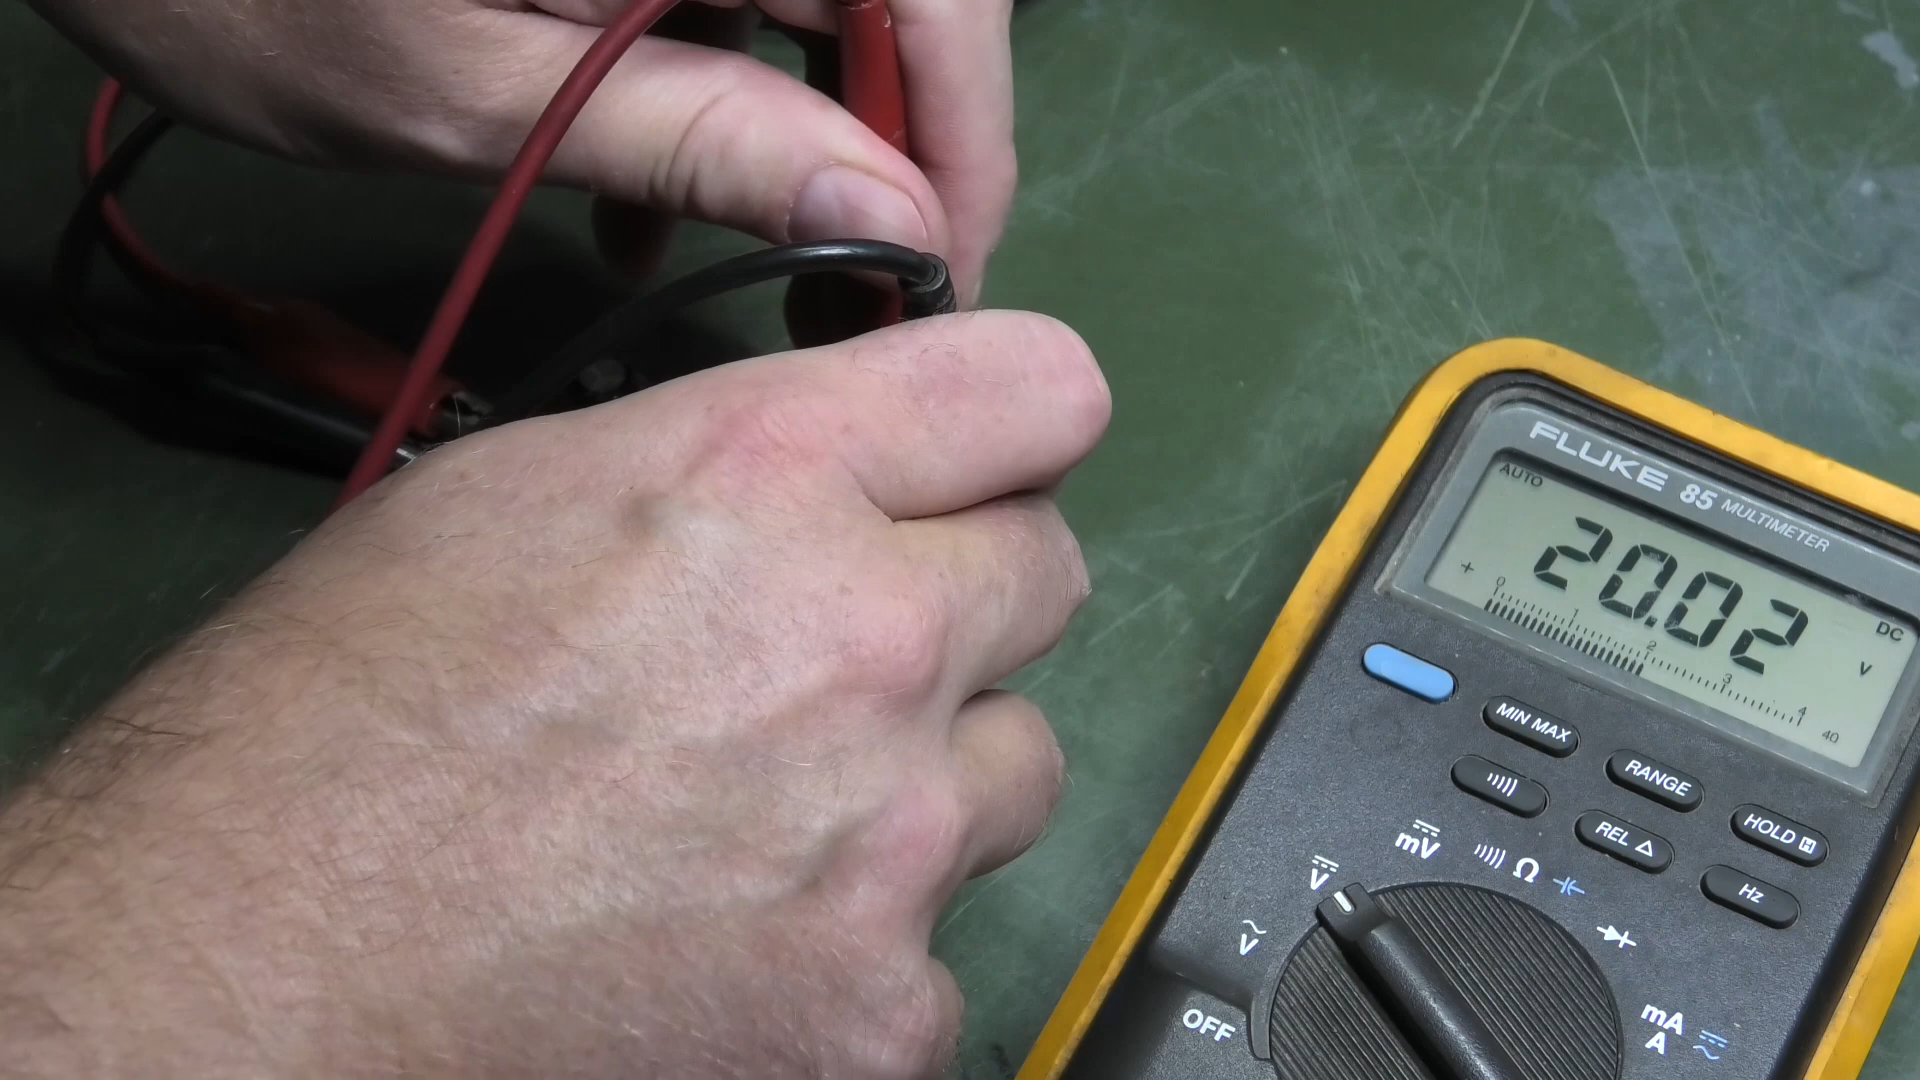 FLUKE 85 MULTIMETER
AUTO
20.02
DC
V
+
0 1 2 3 4
40
MIN MAX
RANGE
HOLD H
REL △
Hz
mV
Ω
V
V
OFF
mA
A